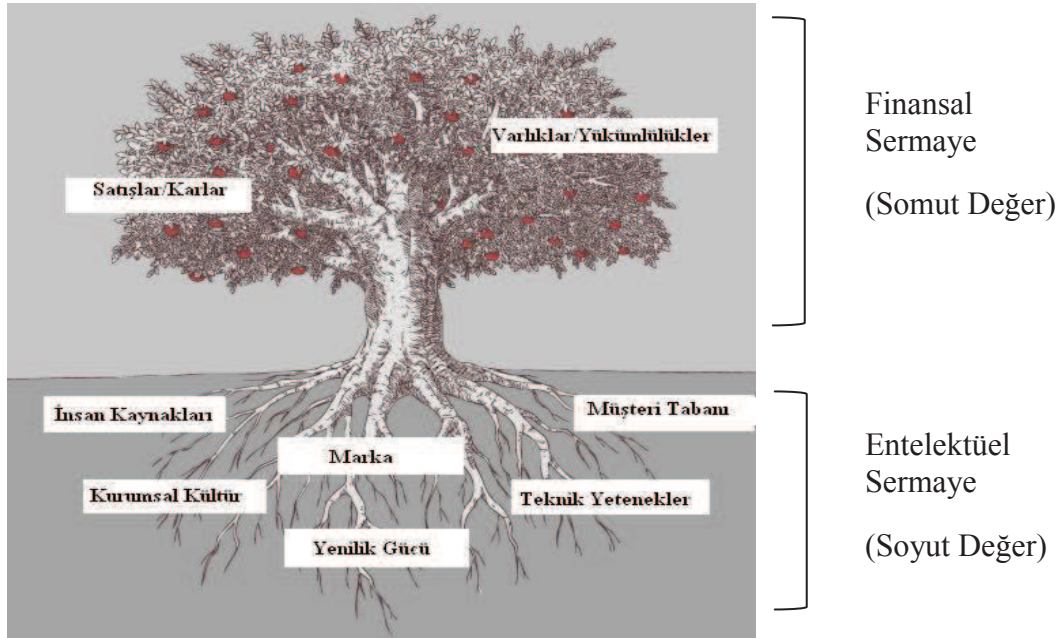 Varlıklar/Yükümlülükler
Satışlar/Karlar
Finansal
Sermaye
(Somut Değer)
İnsan Kaynakları
Müşteri Tabanı
Marka
Kurumsal Kültür
Teknik Yetenekler
Yenilik Gücü
Entelektüel
Sermaye
(Soyut Değer)